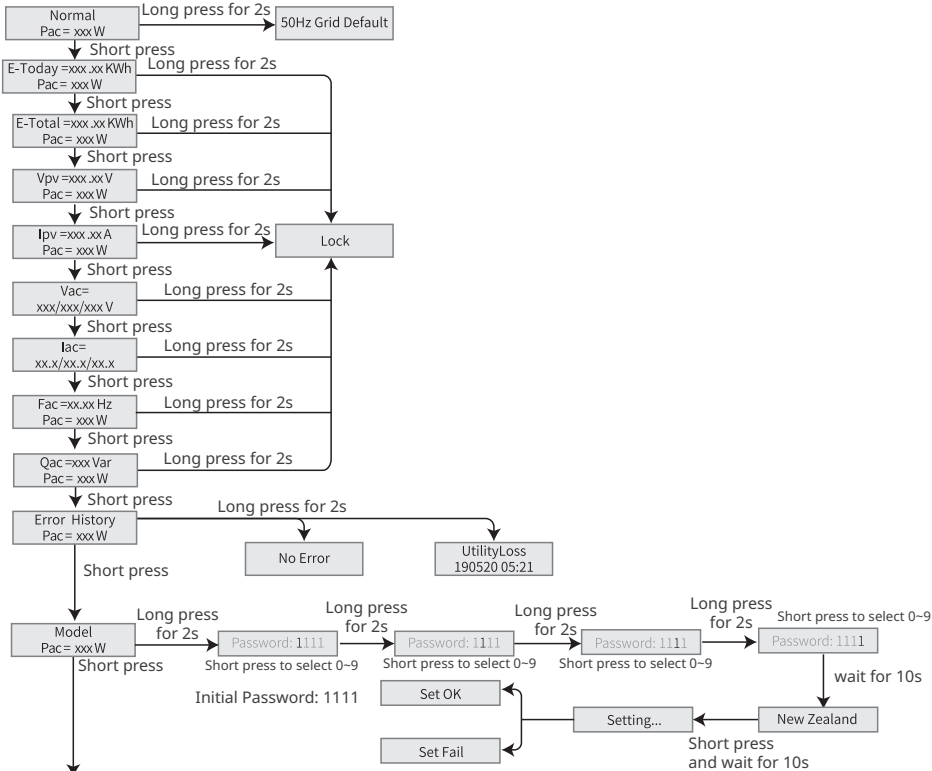 Normal
Pac= xxx W
Long press for 2s
50Hz Grid Default
Short press
E-Today =xxx.xx KWh
Pac= xxx W
Long press for 2s
Short press
E-Total =xxx.xx KWh
Pac= xxx W
Long press for 2s
Short press
Vpv =xxx.xx V
Pac= xxx W
Long press for 2s
Short press
Ipv =xxx.xx A
Pac= xxx W
Long press for 2s
Lock
Short press
Vac=
xxx/xxx/xxx V
Long press for 2s
Short press
Iac=
xx.x/xx.x/xx.x
Long press for 2s
Short press
Fac=xx.xx Hz
Pac= xxx W
Long press for 2s
Short press
Qac=xxx Var
Pac= xxx W
Long press for 2s
Short press
Error History
Pac= xxx W
Long press for 2s
No Error
UtilityLoss
190520 05:21
Short press
Model
Pac= xxx W
Long press
for 2s
Password: 1111
Short press to select 0~9
Long press
for 2s
Password: 1111
Short press to select 0~9
Long press
for 2s
Password: 1111
Short press to select 0~9
Long press
for 2s
Short press to select 0~9
Password: 1111
Short press
Initial Password: 1111
wait for 10s
New Zealand
Short press
and wait for 10s
Setting...
Set OK
Set Fail